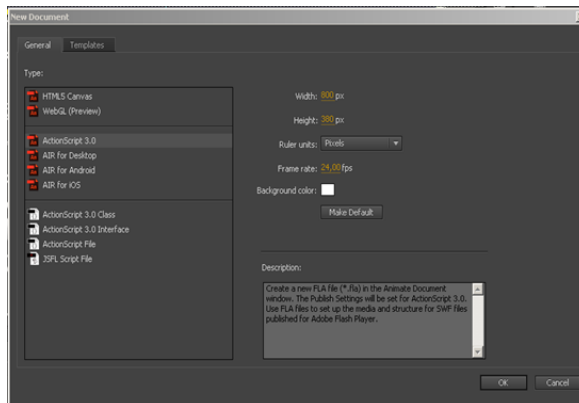 New Document
General
Templates
Type:
HTML5 Canvas
WebGL (Preview)
ActionScript 3.0
AIR for Desktop
AIR for Android
AIR for iOS
ActionScript 3.0 Class
ActionScript 3.0 Interface
ActionScript File
JSFL Script File
Width: 800 px
Height: 380 px
Ruler units: Pixels
Frame rate: 24,00 fps
Background color:
Make Default
Description:
Create a new FLA file (*.fla) in the Animate Document
window. The Publish Settings will be set for ActionScript 3.0.
Use FLA files to set up the media and structure for SWF files
published for Adobe Flash Player.
OK
Cancel